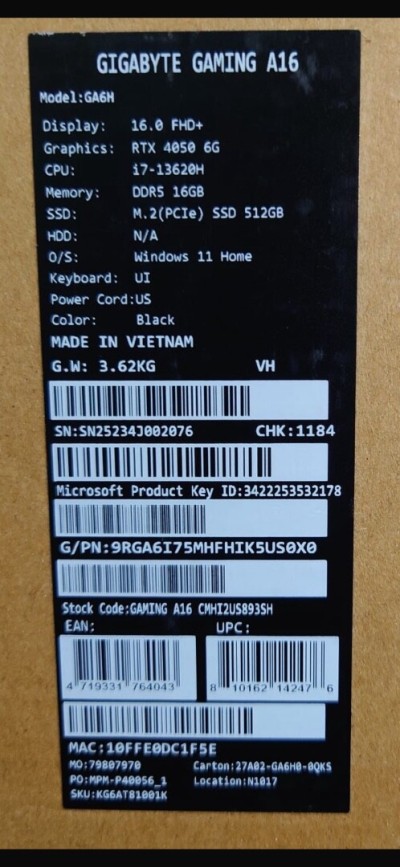 GIGABYTE GAMING A16
Model:GA6H
Display: 16.0 FHD+
Graphics: RTX 4050 6G
CPU: i7-13620H
Memory: DDR5 16GB
SSD: M.2(PCIe) SSD 512GB
HDD: N/A
O/S: Windows 11 Home
Keyboard: UI
Power Cord:US
Color: Black
MADE IN VIETNAM
G.W: 3.62KG VH
SN:SN25234J002076 CHK:1184
Microsoft Product Key ID:3422253532178
G/PN:9RGA6I75MHFHIK5US0X0
Stock Code:GAMING A16 CMHI2US893SH
EAN: UPC:
4 719331 764043 8 10162 14247 6
MAC:10FFE0DC1F5E
MO:79807970 Carton:27A02-GA6H0-0QKS
PO:MPM-P40056_1 Location:N1017
SKU:KG6AT81001K